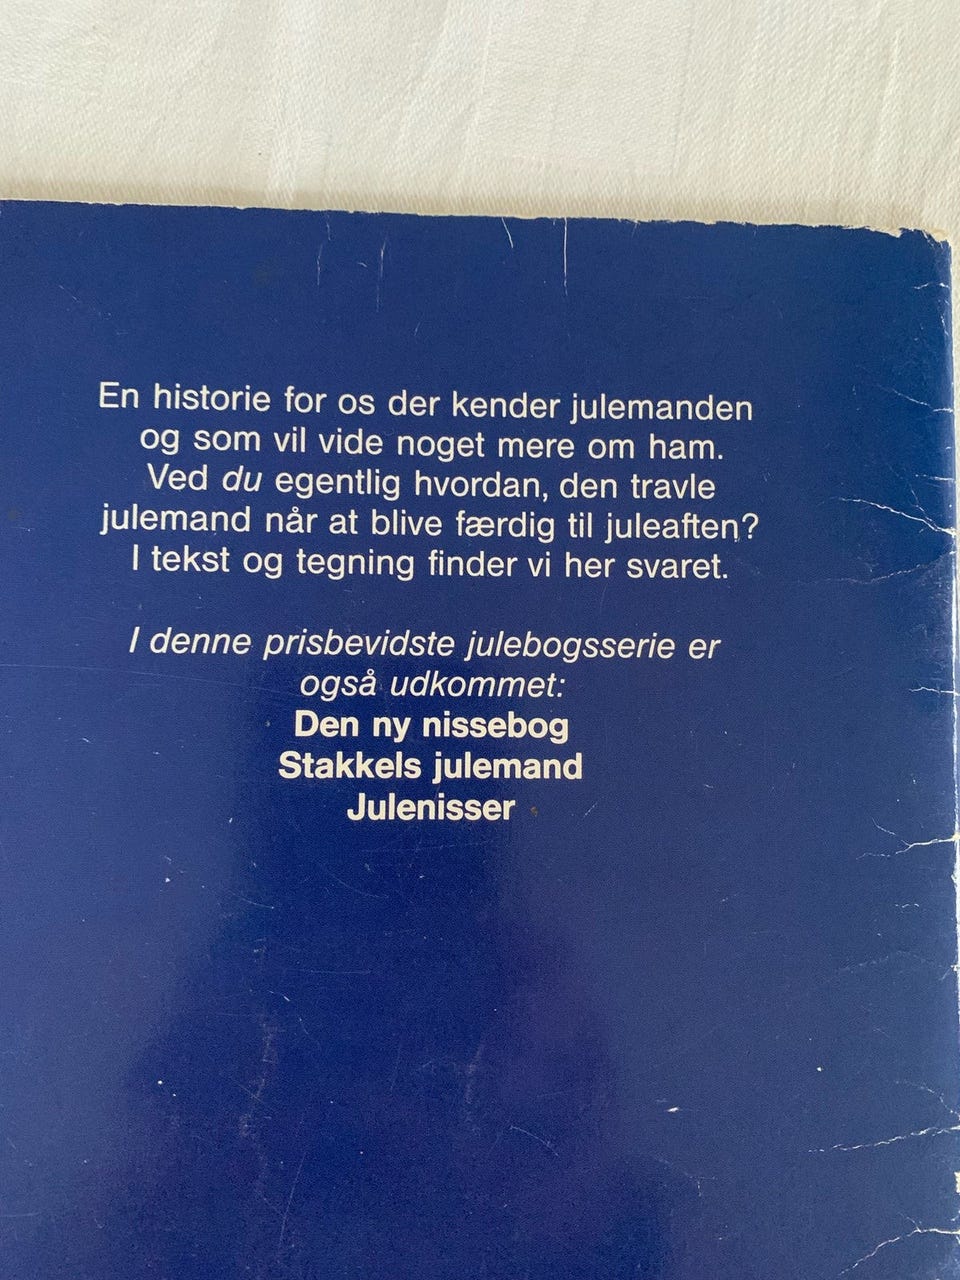 En historie for os der kender julemanden
og som vil vide noget mere om ham.
Ved du egentlig hvordan, den travle
julemand når at blive færdig til juleaften?
I tekst og tegning finder vi her svaret.
I denne prisbevidste julebogsserie er
også udkommet:
Den ny nissebog
Stakkels julemand
Julenisser